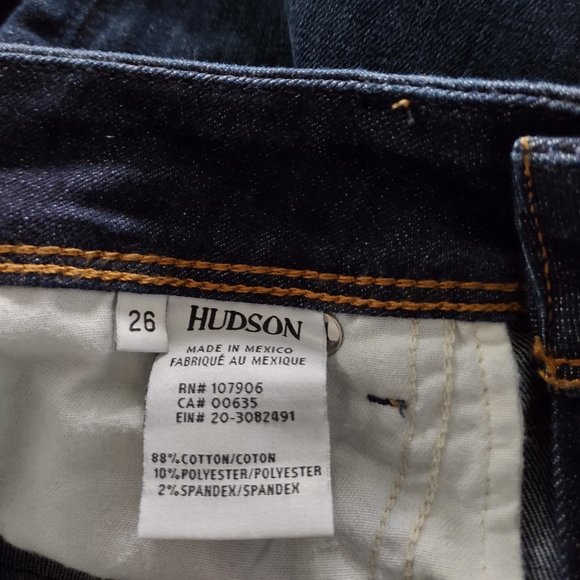 26
HUDSON
MADE IN MEXICO
FABRIQUÉ AU MEXIQUE
RN# 107906
CA# 00635
EIN# 20-3082491
88%COTTON/COTON
10%POLYESTER/POLYESTER
2%SPANDEX/SPANDEX